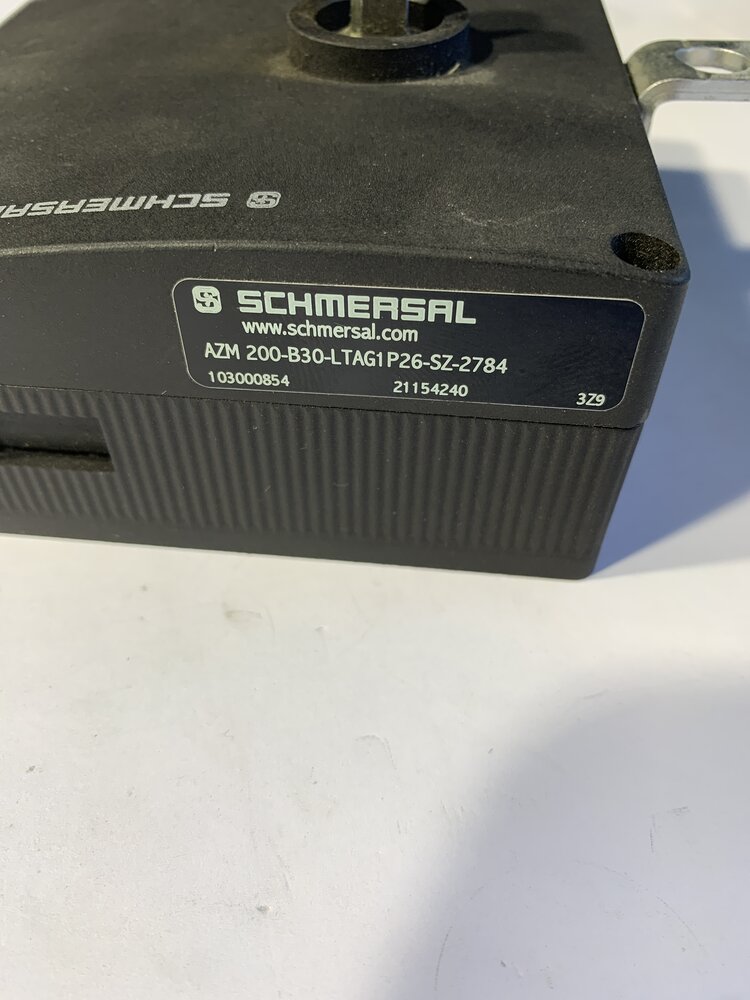 SCHMERSAL
SCHMERSAL
www.schmersal.com
AZM 200-B30-LTAG1P26-SZ-2784
103000854 21154240 3Z9